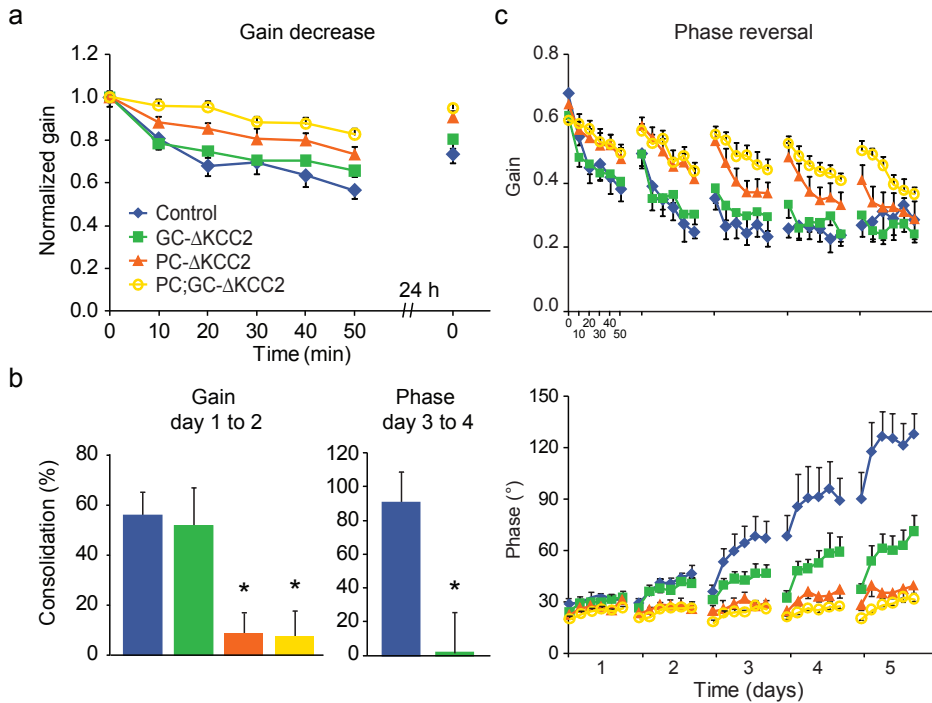 a
Gain decrease
Normalized gain
1.2
1.0
0.8
0.6
0.4
0.2
0.0
Control
GC-ΔKCC2
PC-ΔKCC2
PC;GC-ΔKCC2
24 h
0 10 20 30 40 50 0
Time (min)
b
Gain
day 1 to 2
Consolidation (%)
80
60
40
20
0
* *
Phase
day 3 to 4
120
100
80
60
40
20
0
*
c
Phase reversal
Gain
0.8
0.6
0.4
0.2
0.0
0 20 40
10 30 50
Phase (°)
150
120
90
60
30
0
1 2 3 4 5
Time (days)